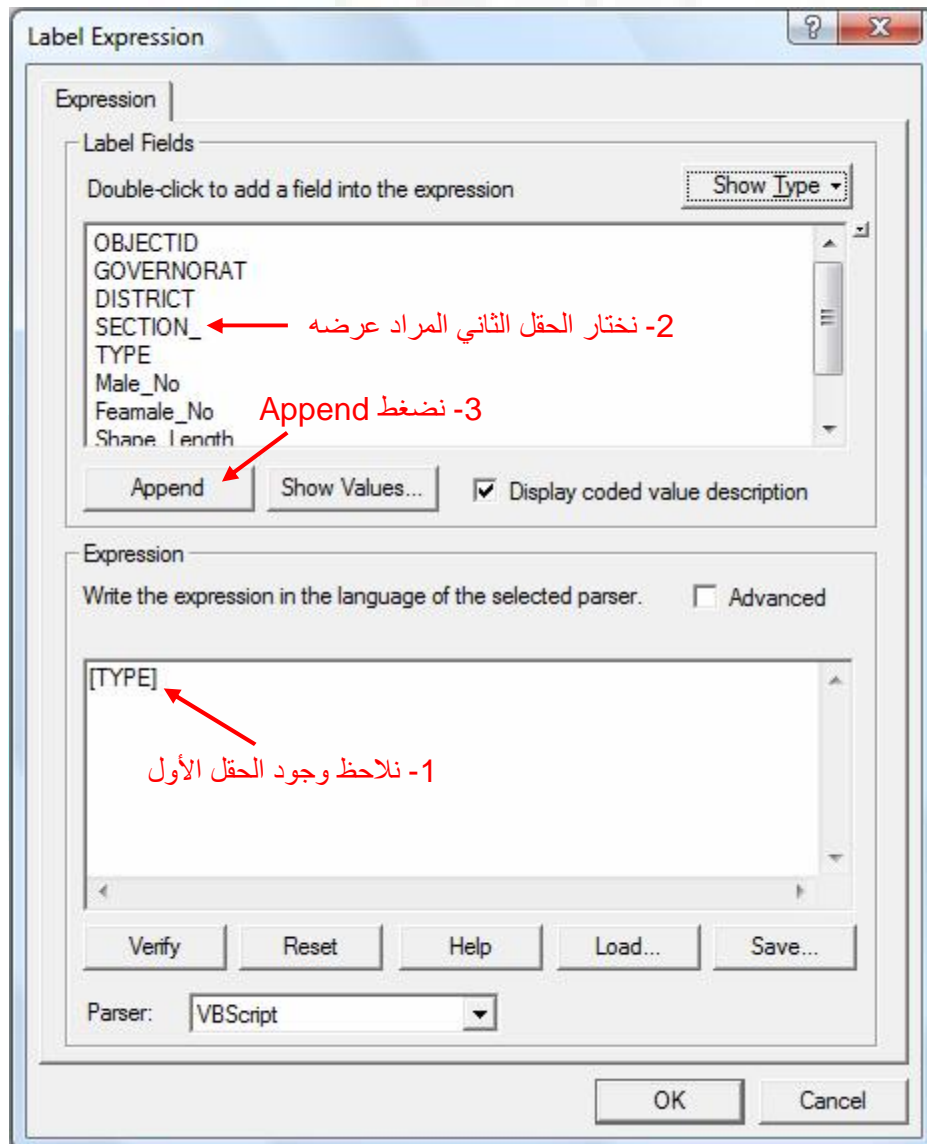 Label Expression
Expression
Label Fields
Double-click to add a field into the expression
Show Type
OBJECTID
GOVERNORAT
DISTRICT
SECTION_
2- نختار الحقل الثاني المراد عرضه
TYPE
Male_No
Feamale_No
3- نضغط Append
Shape_Length
Append
Show Values...
Display coded value description
Expression
Write the expression in the language of the selected parser.
Advanced
[TYPE]
1- نلاحظ وجود الحقل الأول
Verify
Reset
Help
Load...
Save...
Parser:
VBScript
OK
Cancel